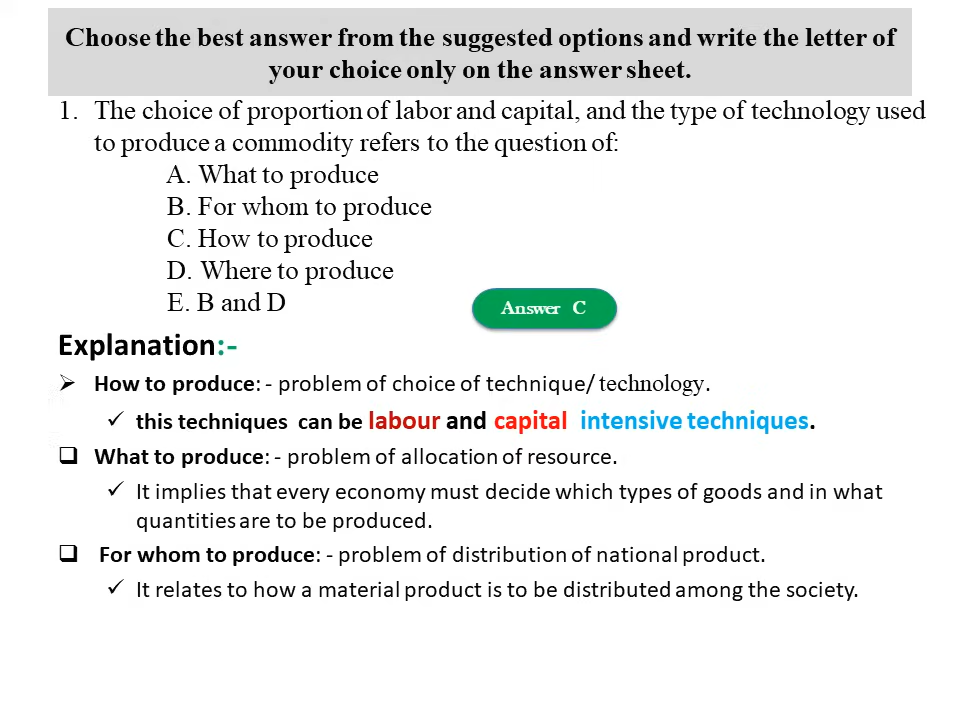 Choose the best answer from the suggested options and write the letter of
your choice only on the answer sheet.
1. The choice of proportion of labor and capital, and the type of technology used
to produce a commodity refers to the question of:
A. What to produce
B. For whom to produce
C. How to produce
D. Where to produce
E. B and D
Answer C
Explanation:-
➢ How to produce: - problem of choice of technique/ technology.
✓ this techniques can be labour and capital intensive techniques.
❑ What to produce: - problem of allocation of resource.
✓ It implies that every economy must decide which types of goods and in what
quantities are to be produced.
❑ For whom to produce: - problem of distribution of national product.
✓ It relates to how a material product is to be distributed among the society.